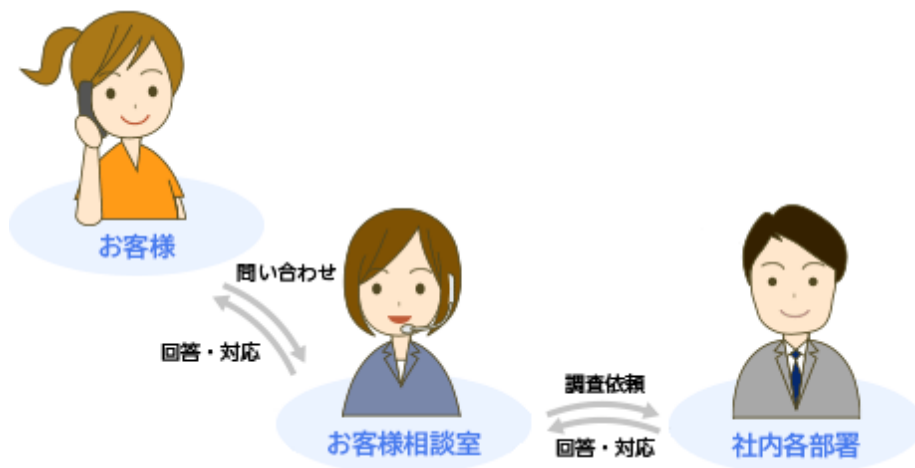 お客様
問い合わせ
回答・対応
お客様相談室
調査依頼
回答・対応
社内各部署